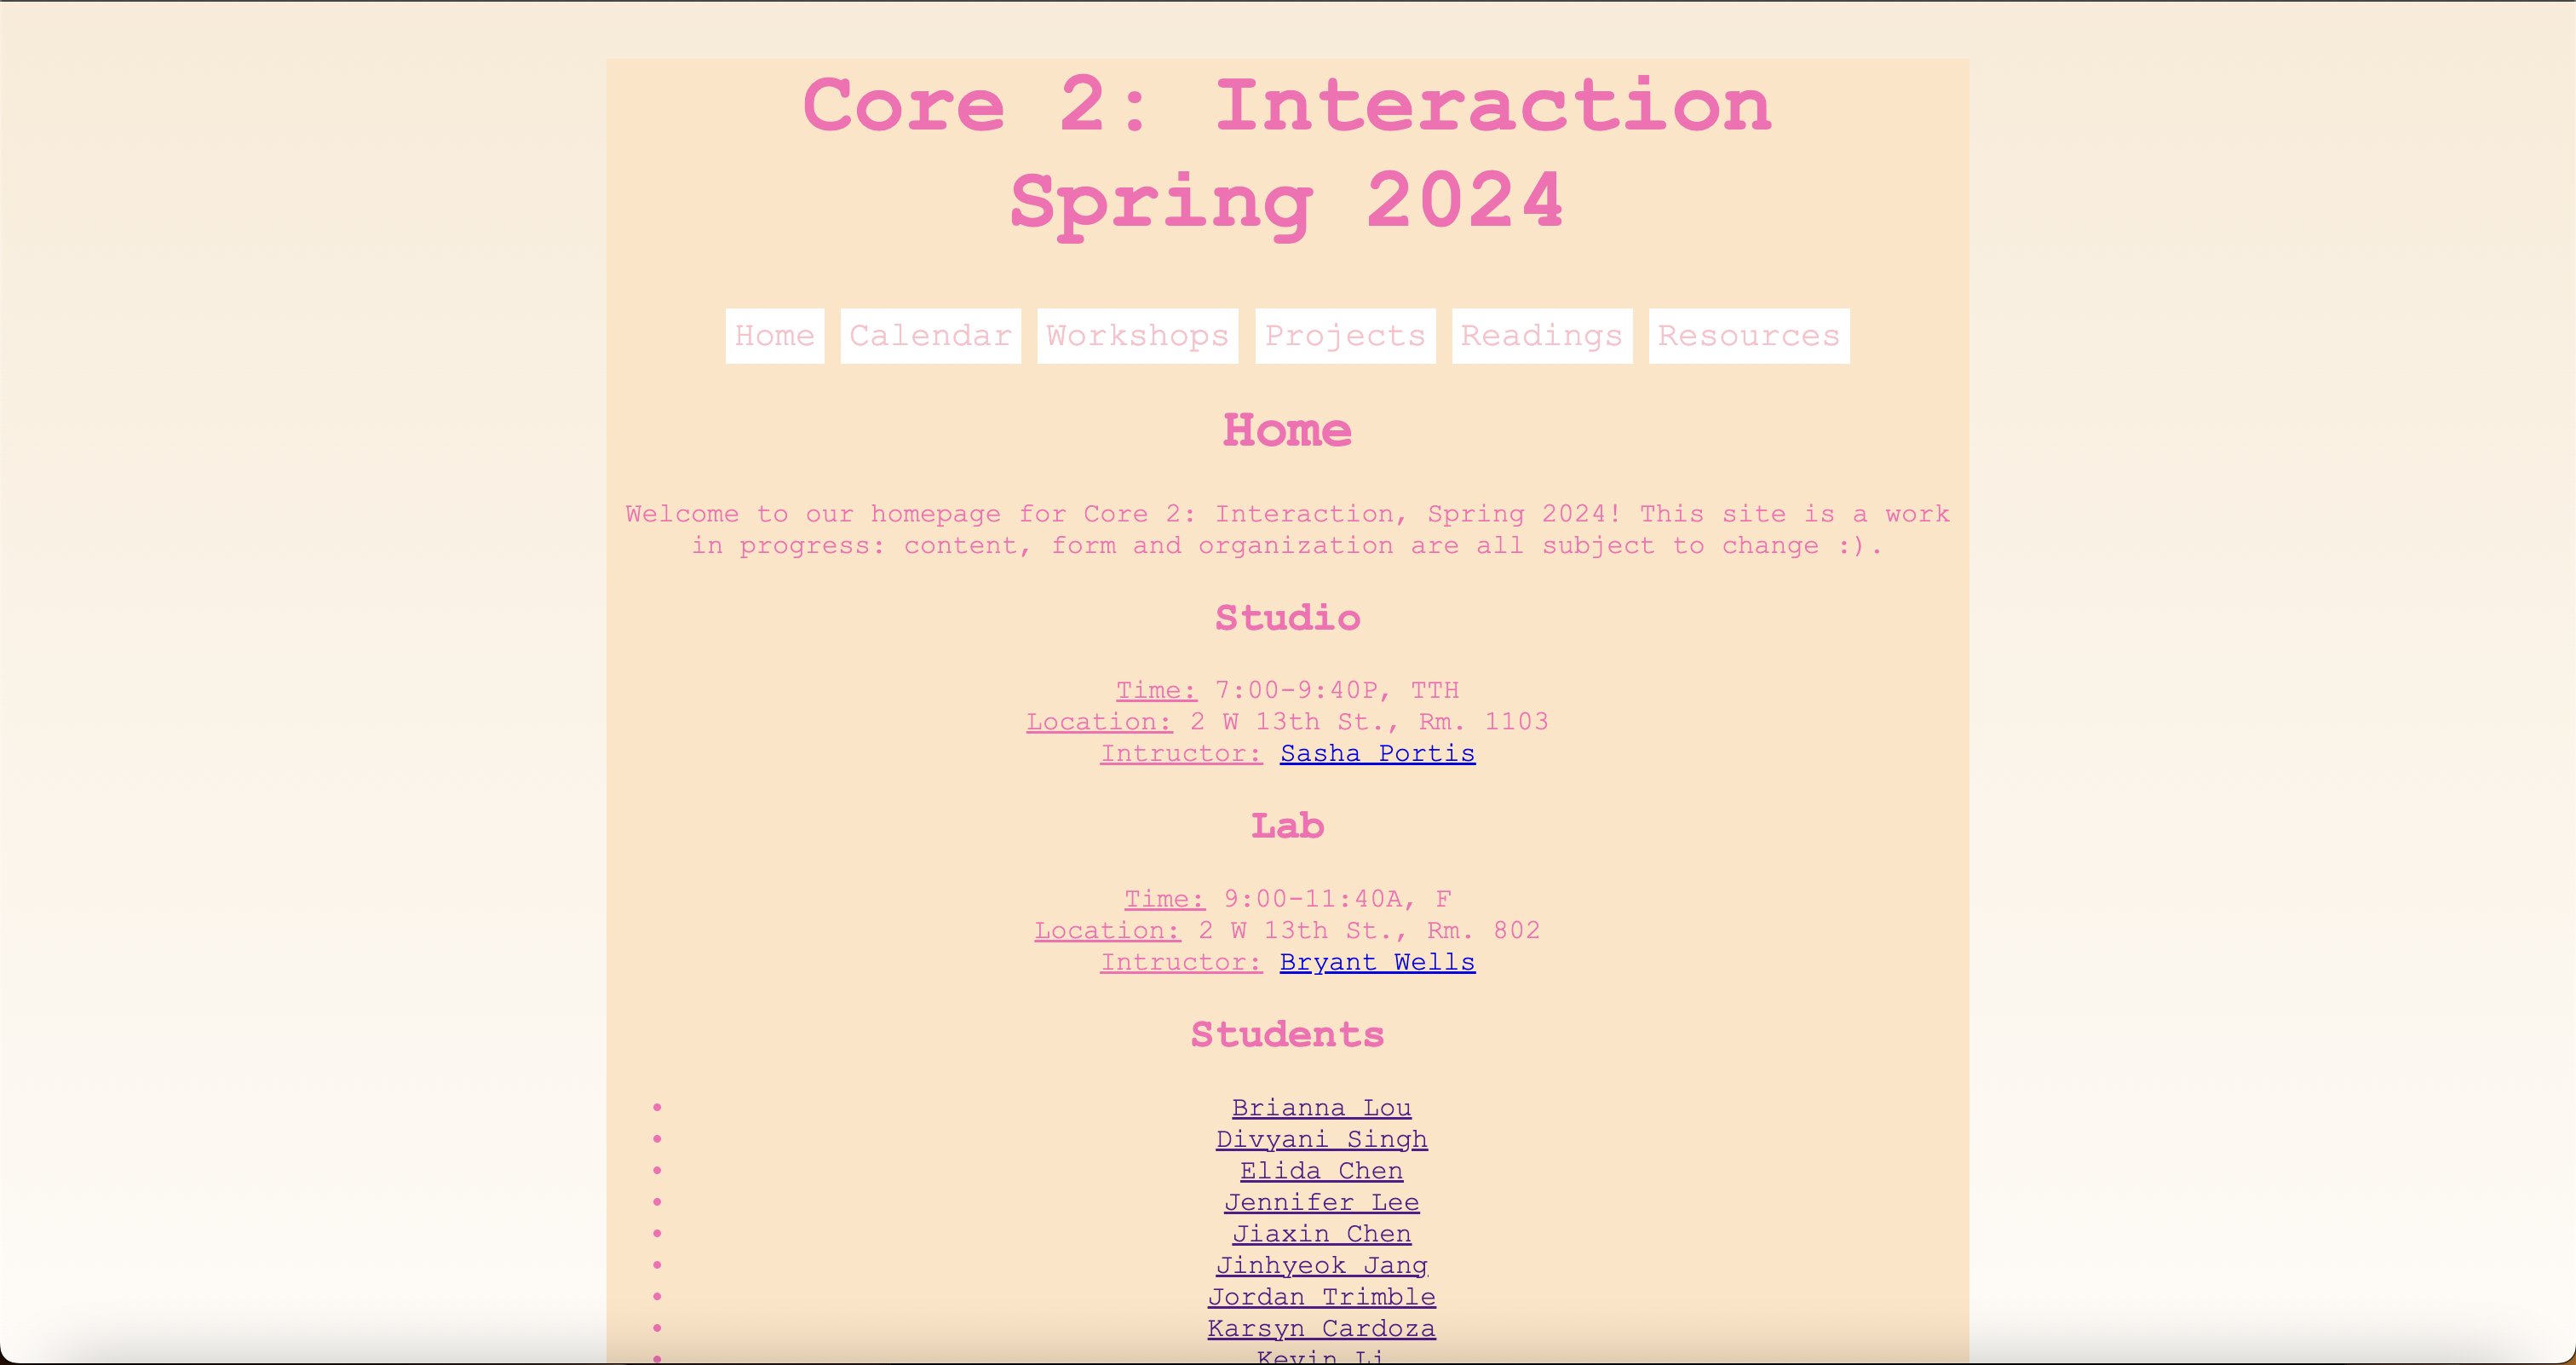 Core 2: Interaction
Spring 2024
Home Calendar Workshops Projects Readings Resources
Home
Welcome to our homepage for Core 2: Interaction, Spring 2024! This site is a work
in progress: content, form and organization are all subject to change :).
Studio
Time: 7:00-9:40P, TTH
Location: 2 W 13th St., Rm. 1103
Intructor: Sasha Portis
Lab
Time: 9:00-11:40A, F
Location: 2 W 13th St., Rm. 802
Intructor: Bryant Wells
Students
• Brianna Lou
• Divyani Singh
• Elida Chen
• Jennifer Lee
• Jiaxin Chen
• Jinhyeok Jang
• Jordan Trimble
• Karsyn Cardoza
• Kevin Li